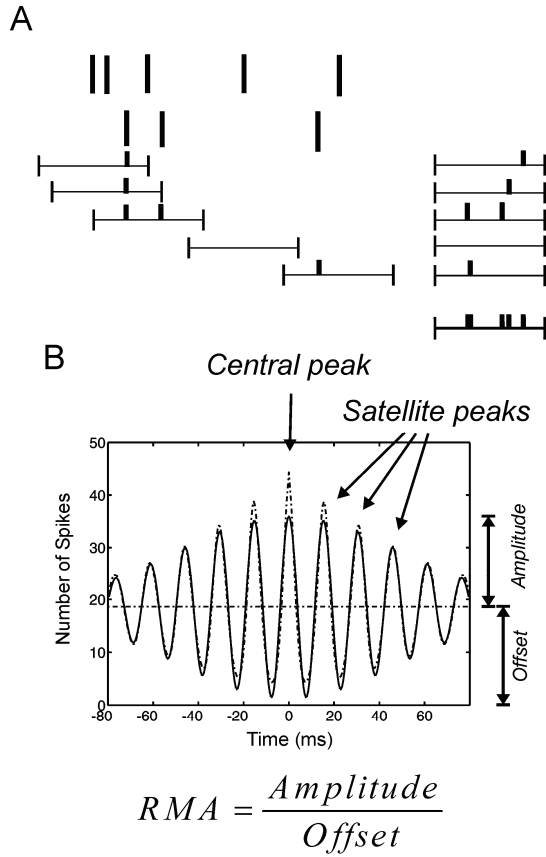 A
B
Central peak
Satellite peaks
50
40
30
20
10
0
Number of Spikes
-80 -60 -40 -20 0 20 40 60
Time (ms)
Amplitude
Offset
RMA = Amplitude
Offset